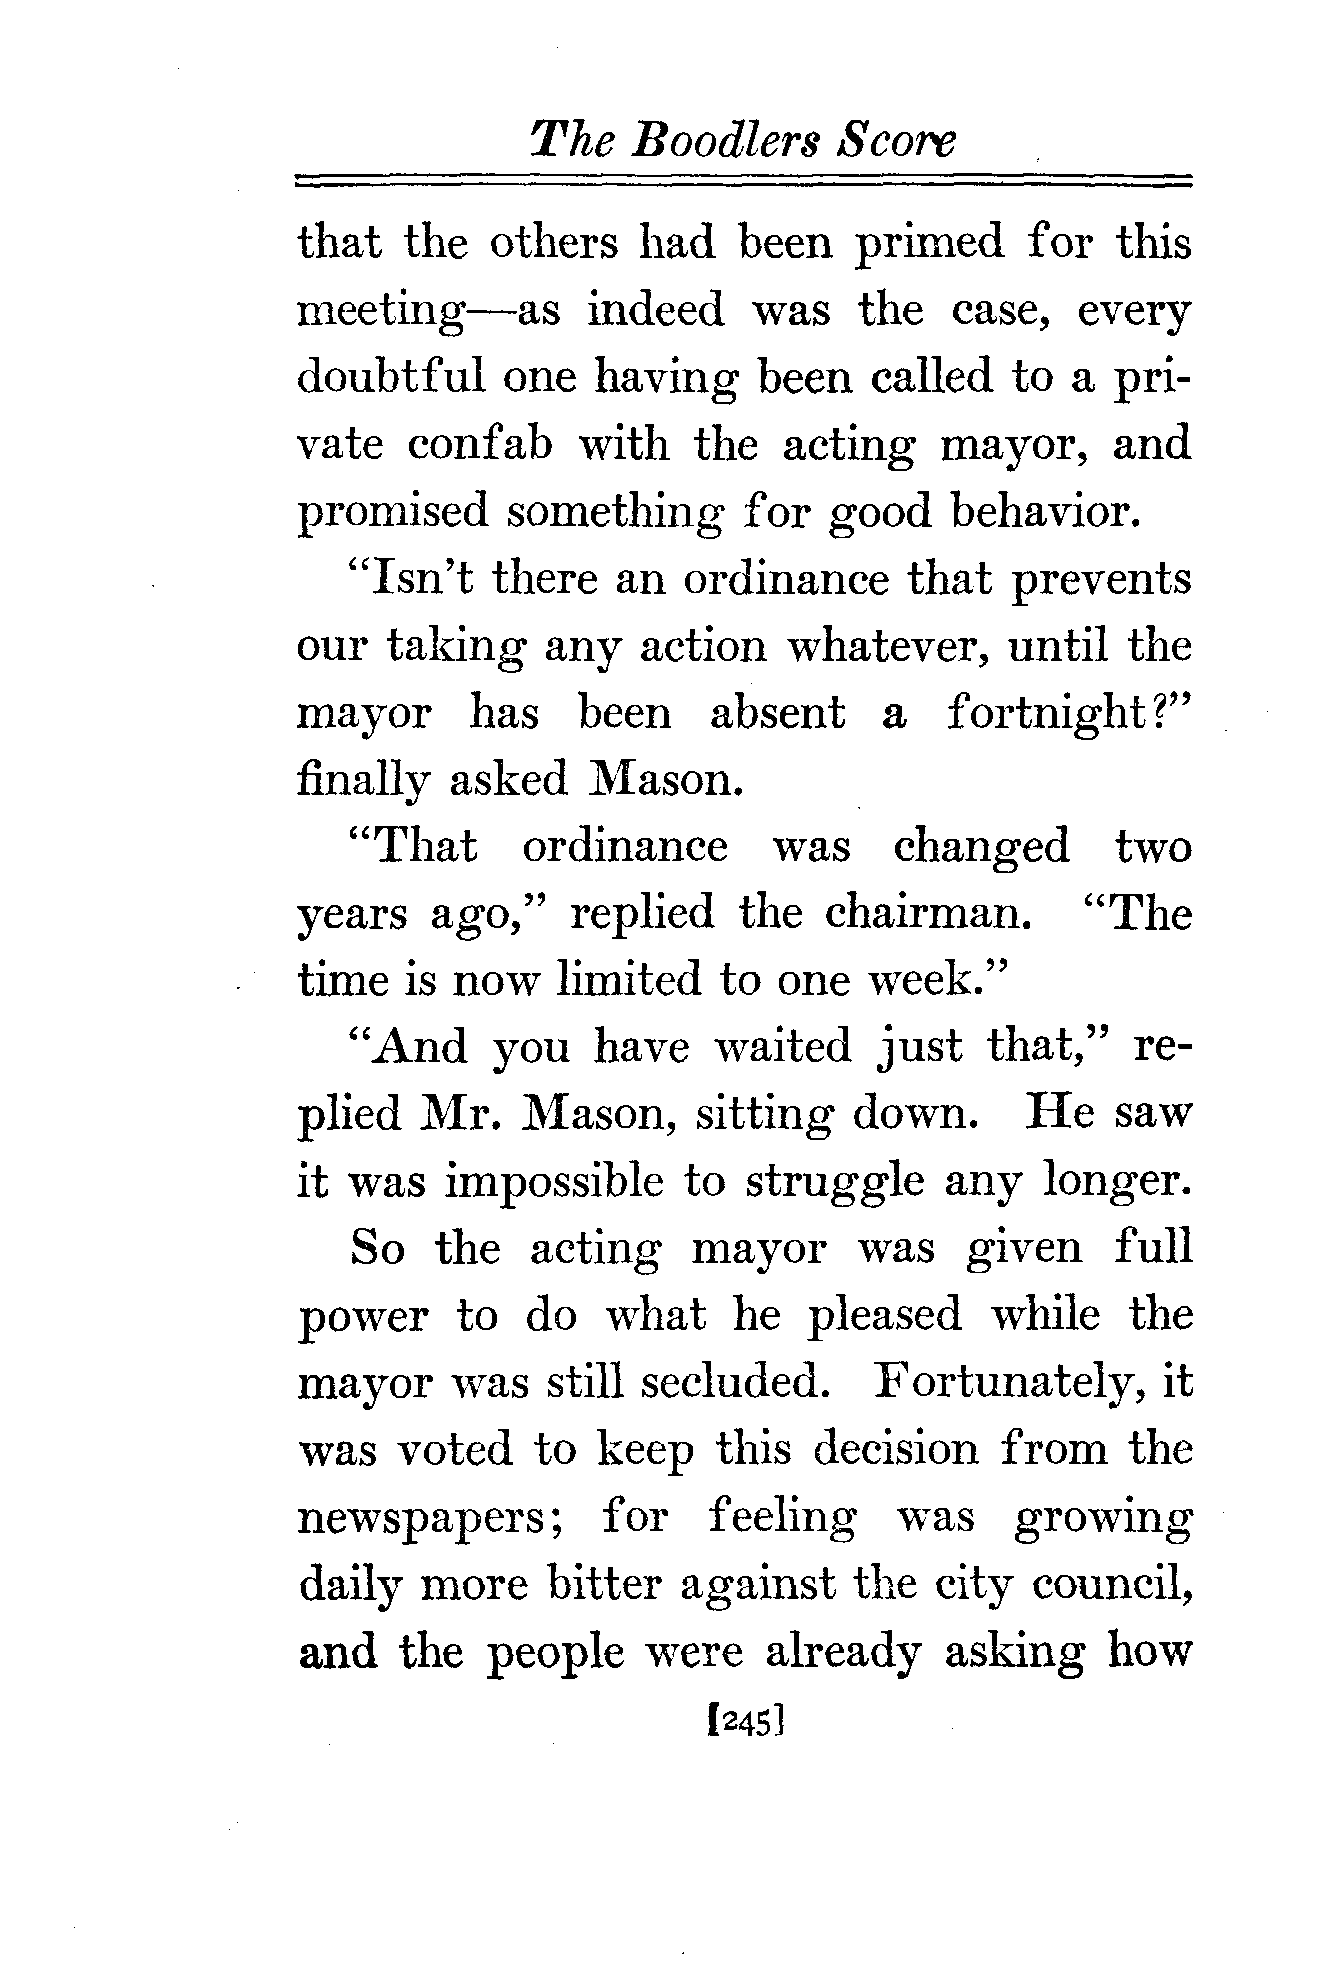 The Boodlers Score
that the others had been primed for this
meeting—as indeed was the case, every
doubtful one having been called to a pri-
vate confab with the acting mayor, and
promised something for good behavior.
“Isn’t there an ordinance that prevents
our taking any action whatever, until the
mayor has been absent a fortnight?”
finally asked Mason.
“That ordinance was changed two
years ago,” replied the chairman. “The
time is now limited to one week.”
“And you have waited just that,” re-
plied Mr. Mason, sitting down. He saw
it was impossible to struggle any longer.
So the acting mayor was given full
power to do what he pleased while the
mayor was still secluded. Fortunately, it
was voted to keep this decision from the
newspapers; for feeling was growing
daily more bitter against the city council,
and the people were already asking how
[245]